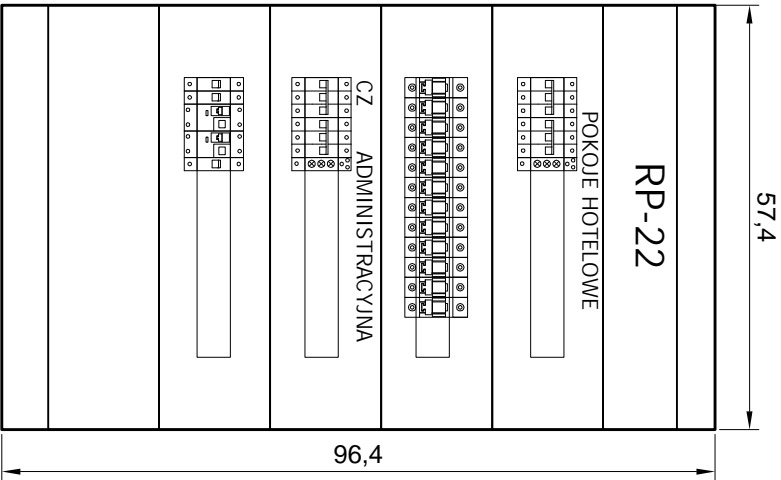 RP-22
POKOJE HOTELOWE
CZ ADMINISTRACYJNA
57,4
96,4